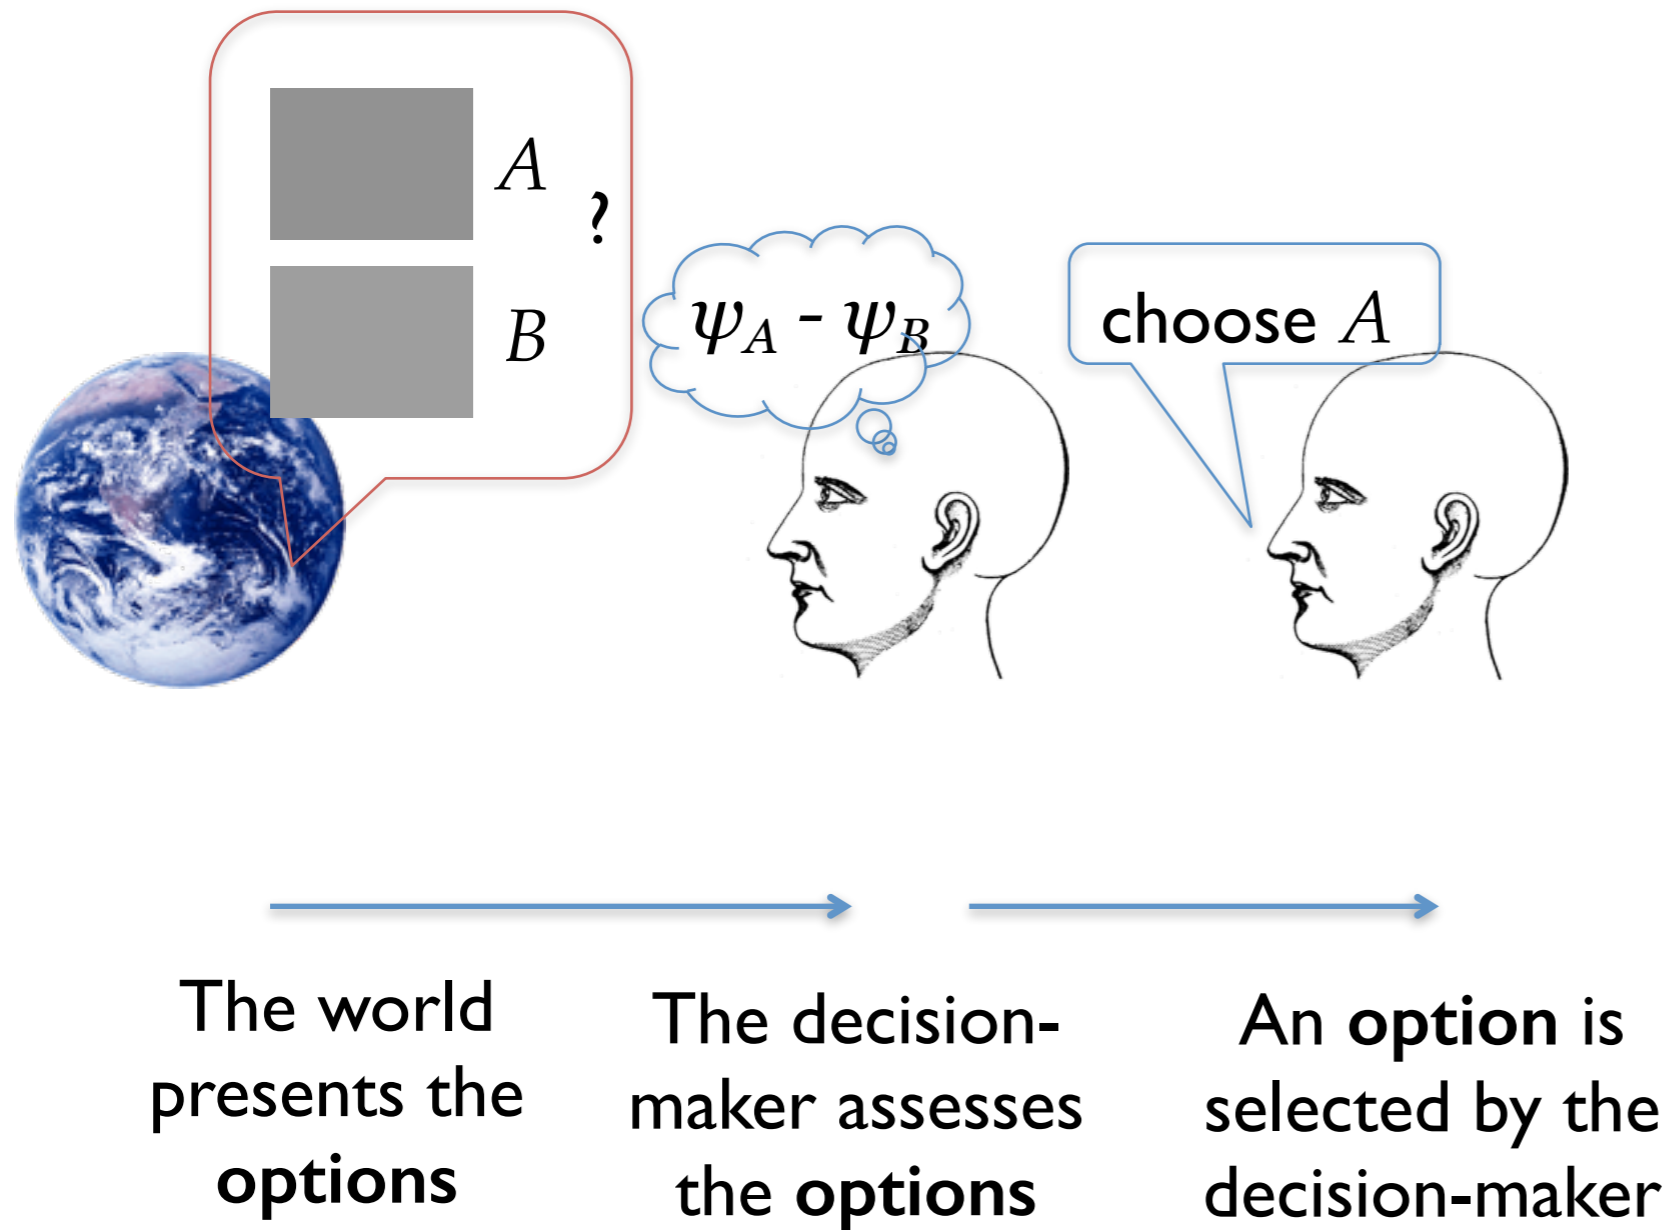 A
?
B
ψA - ψB
choose A
The world
presents the
options
The decision-
maker assesses
the options
An option is
selected by the
decision-maker